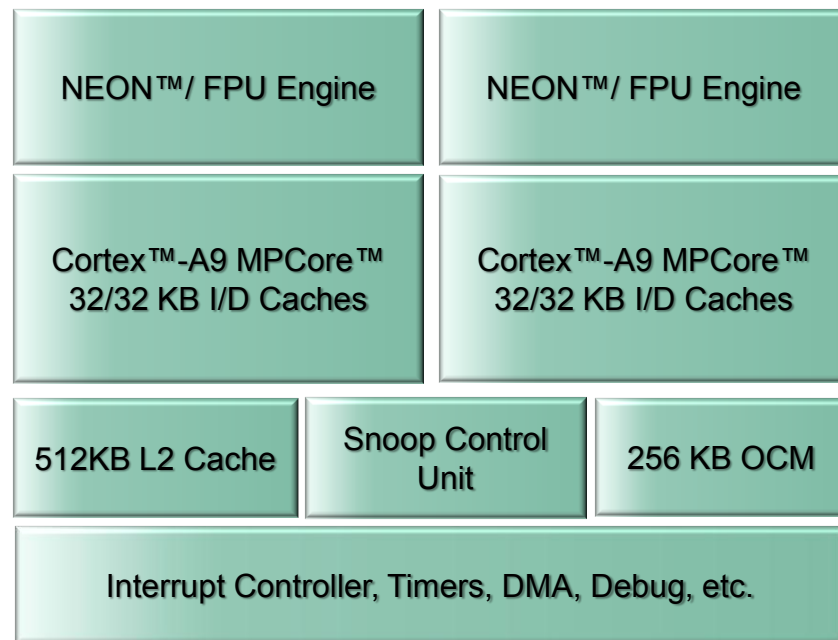 NEON™/ FPU Engine
NEON™/ FPU Engine
Cortex™-A9 MPCore™
32/32 KB I/D Caches
Cortex™-A9 MPCore™
32/32 KB I/D Caches
512KB L2 Cache
Snoop Control
Unit
256 KB OCM
Interrupt Controller, Timers, DMA, Debug, etc.